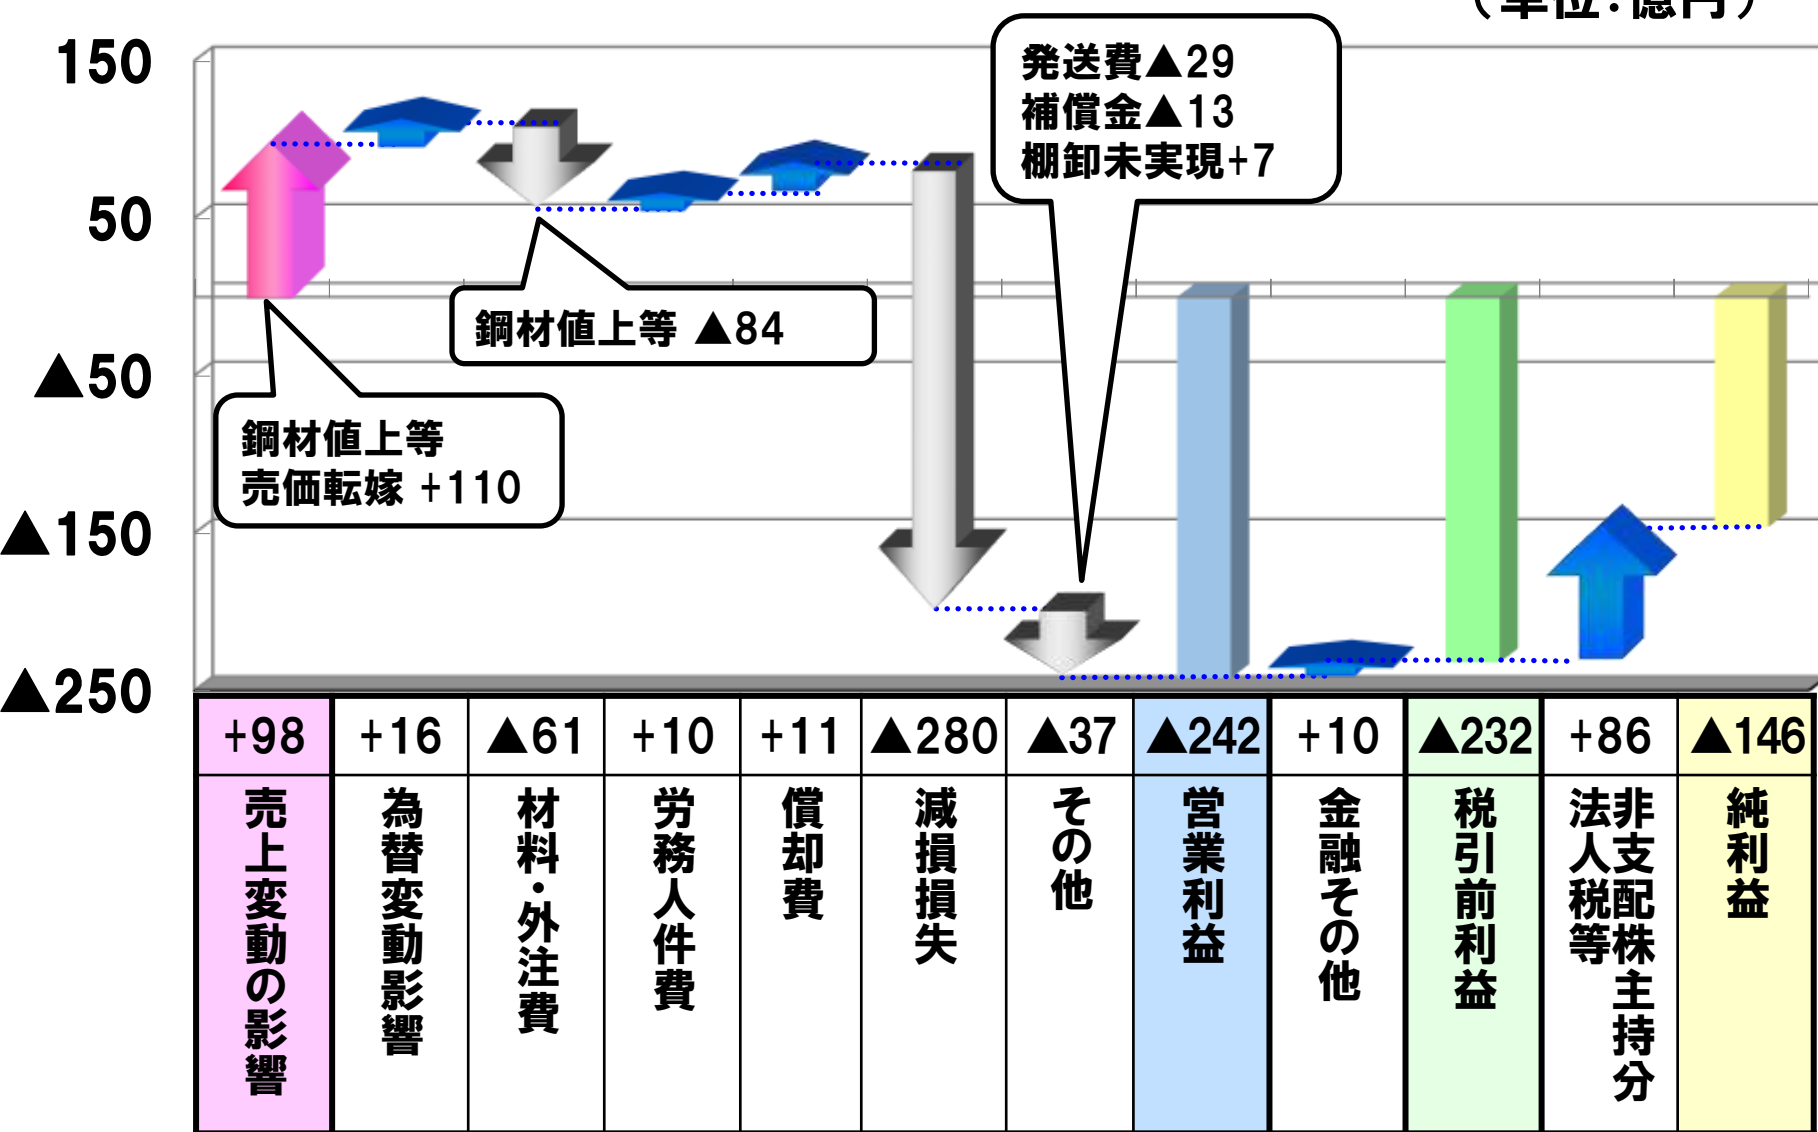 （単位：億円）
150
50
▲50
▲150
▲250
発送費▲29
補償金▲13
棚卸未実現+7
鋼材値上等 ▲84
鋼材値上等
売価転嫁 +110
+98
+16
▲61
+10
+11
▲280
▲37
▲242
+10
▲232
+86
▲146
売上変動の影響
為替変動影響
材料・外注費
労務人件費
償却費
減損損失
その他
営業利益
金融その他
税引前利益
非支配株主持分
法人税等
純利益